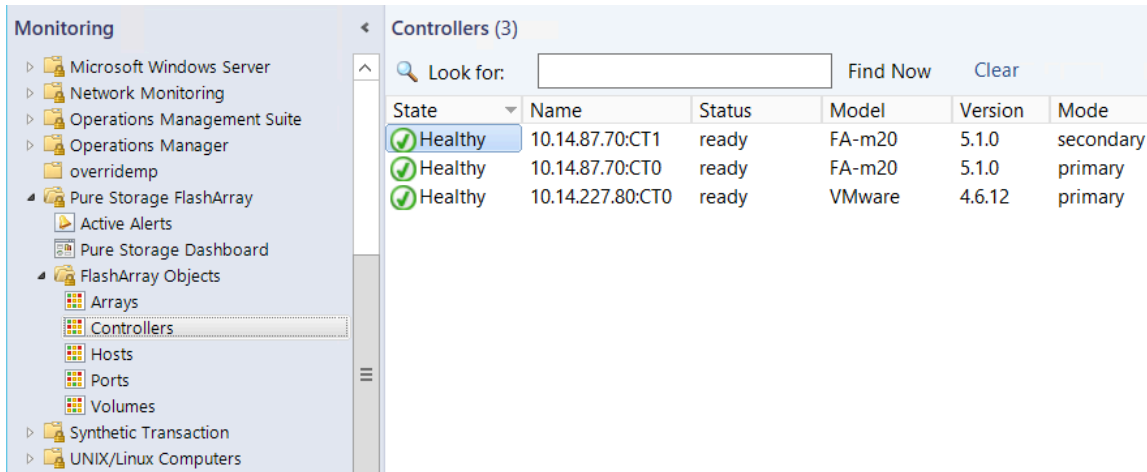 Monitoring
Microsoft Windows Server
Network Monitoring
Operations Management Suite
Operations Manager
overridemp
Pure Storage FlashArray
Active Alerts
Pure Storage Dashboard
FlashArray Objects
Arrays
Controllers
Hosts
Ports
Volumes
Synthetic Transaction
UNIX/Linux Computers
Controllers (3)
Look for: Find Now Clear
State Name Status Model Version Mode
Healthy 10.14.87.70:CT1 ready FA-m20 5.1.0 secondary
Healthy 10.14.87.70:CT0 ready FA-m20 5.1.0 primary
Healthy 10.14.227.80:CT0 ready VMware 4.6.12 primary